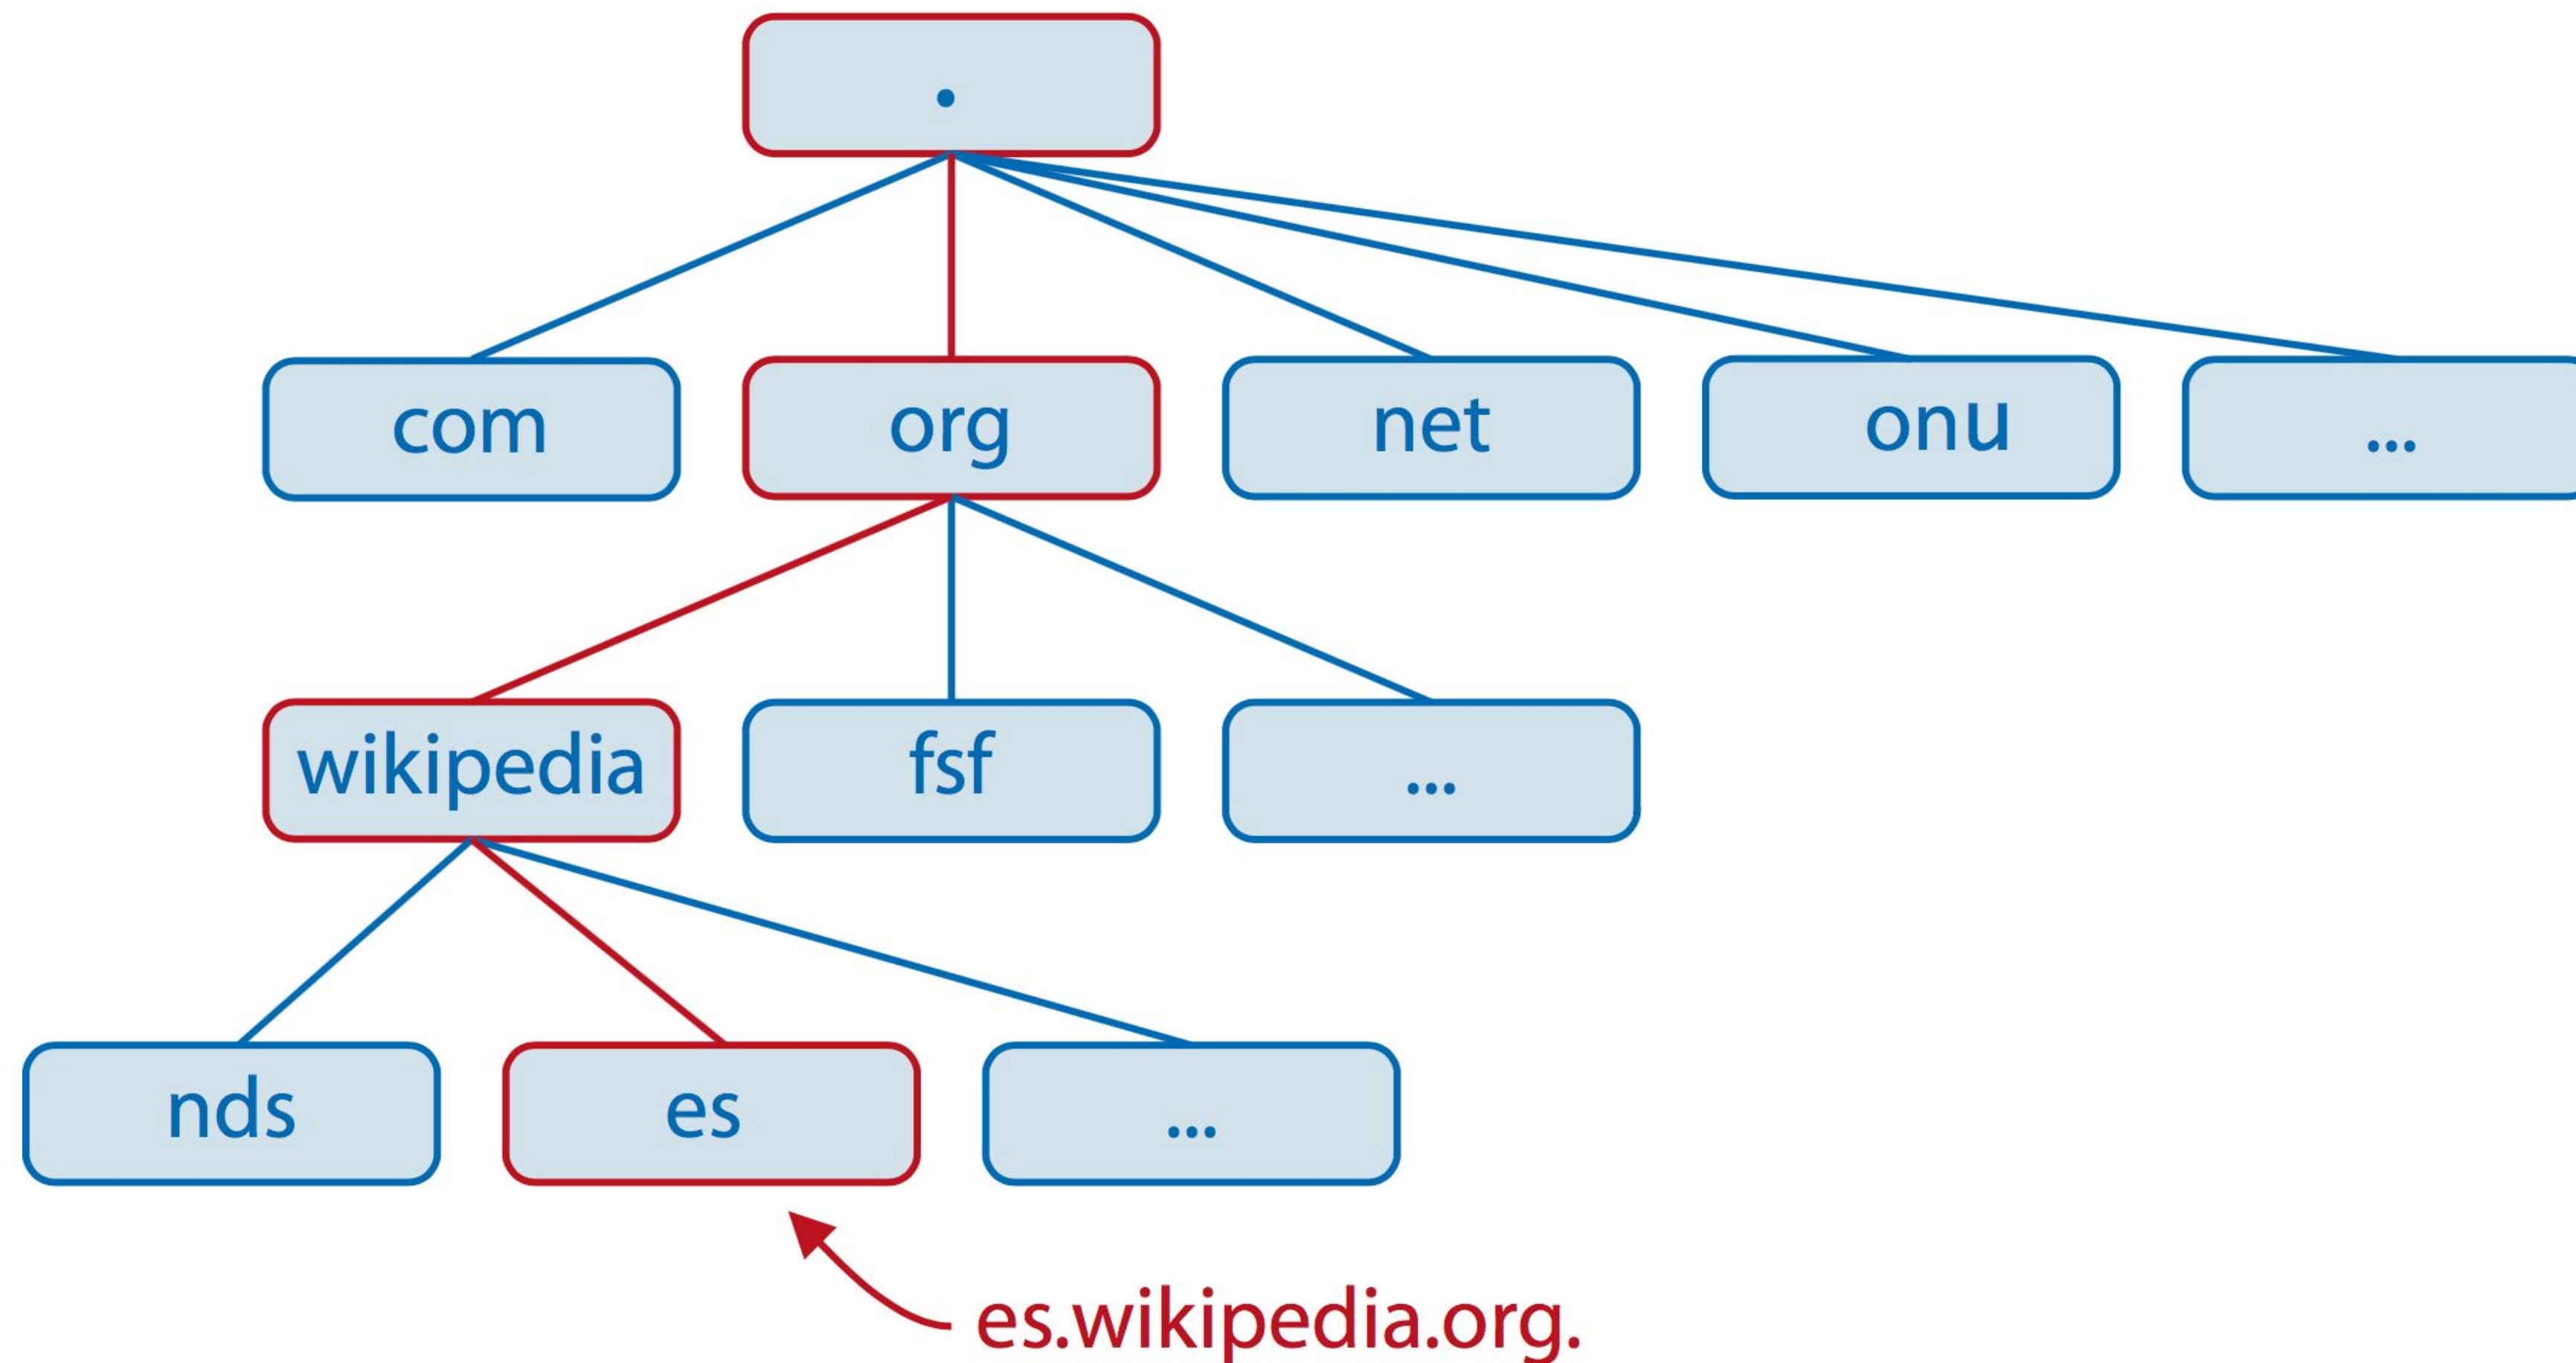 .
com
org
net
onu
...
wikipedia
fsf
...
nds
es
...
es.wikipedia.org.